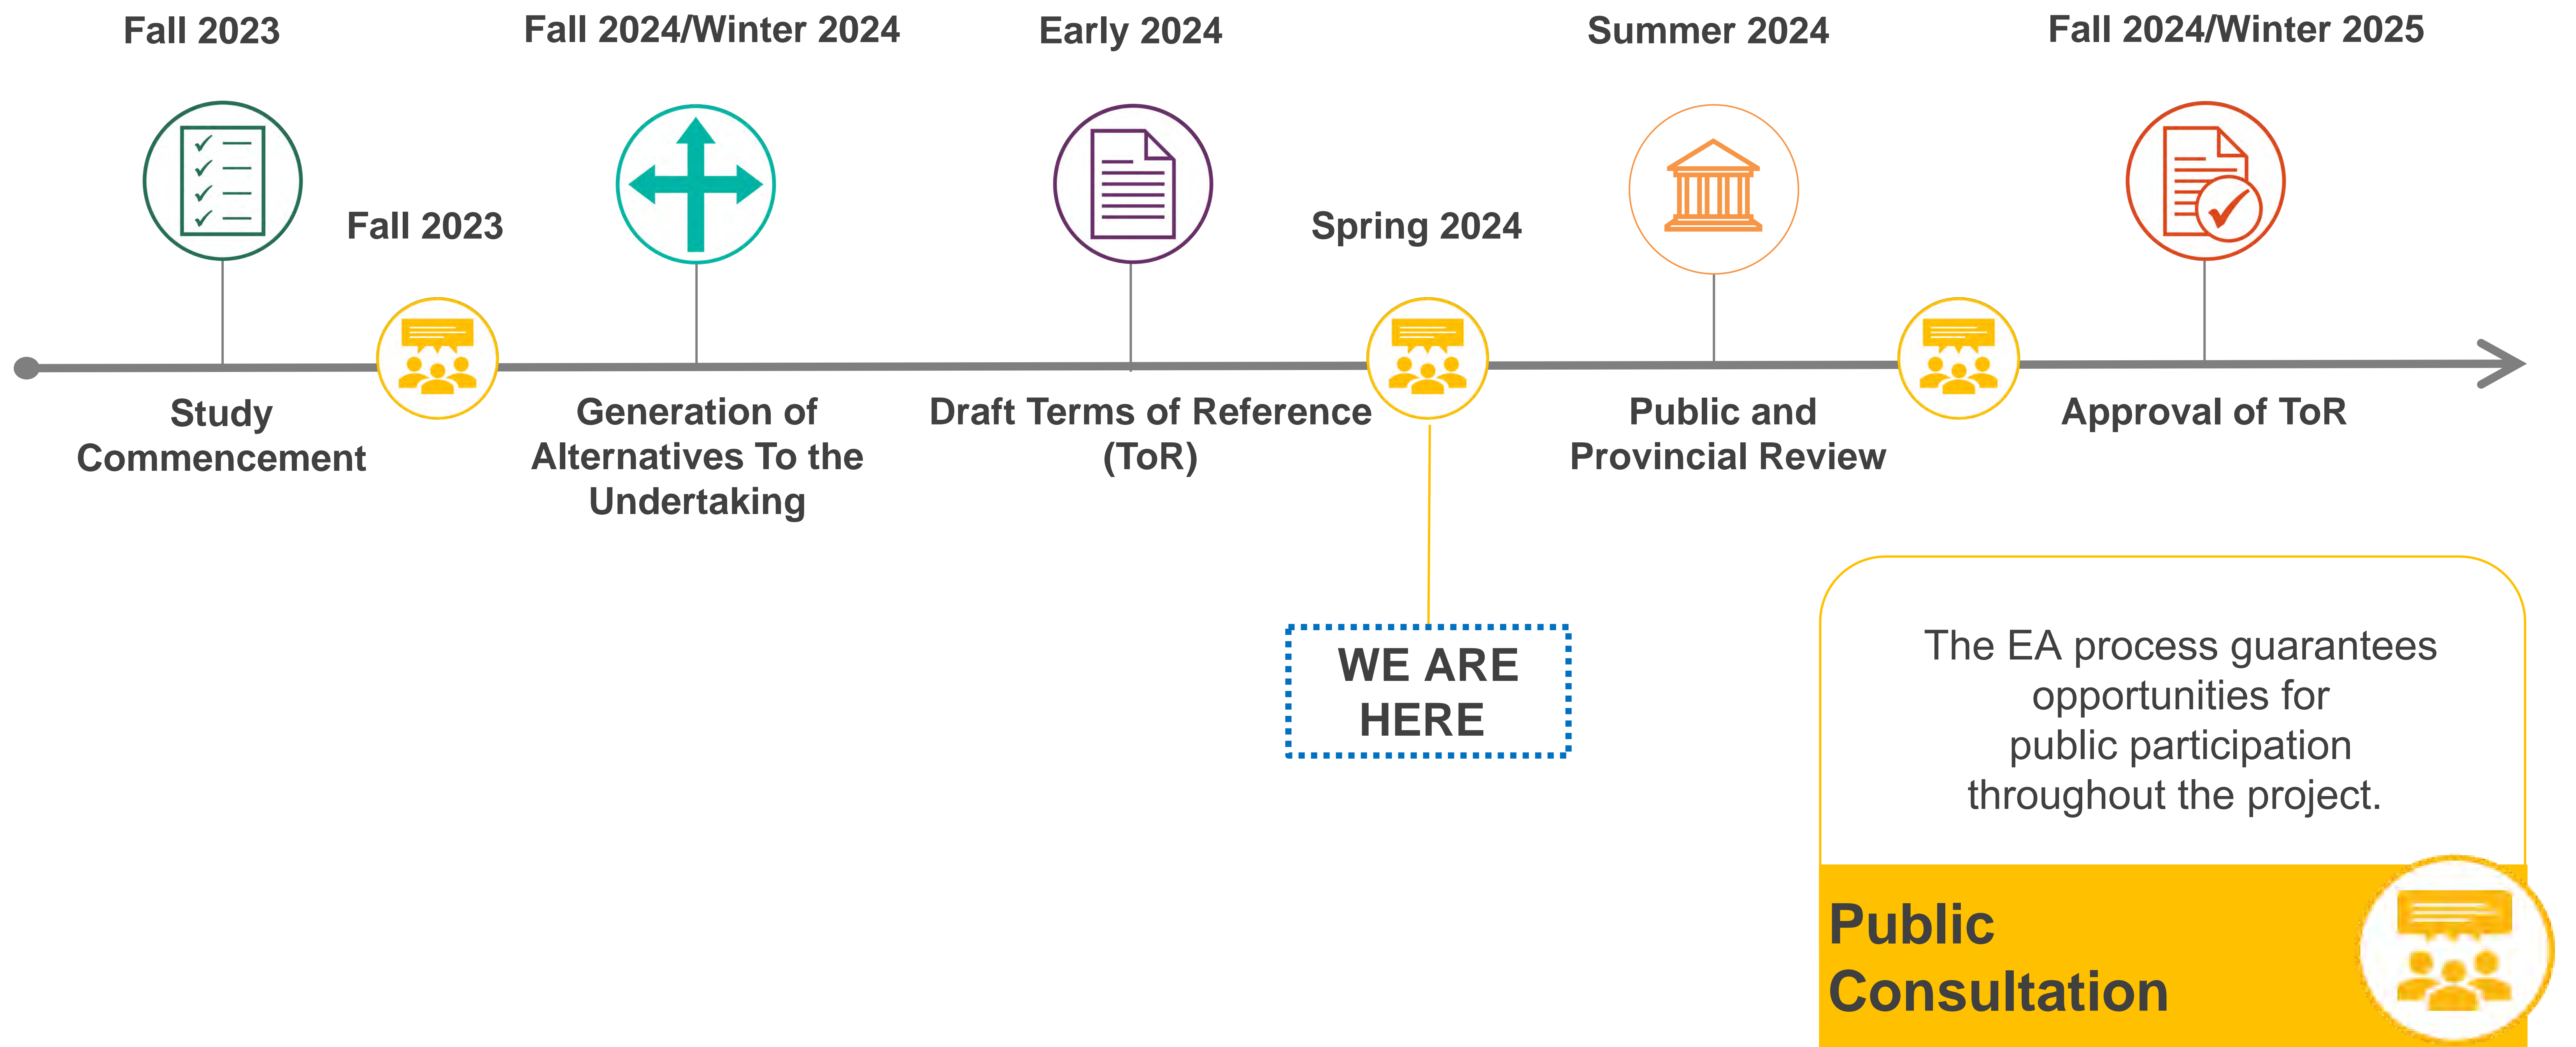 Fall 2023
Fall 2024/Winter 2024
Early 2024
Summer 2024
Fall 2024/Winter 2025
Fall 2023
Spring 2024
Study
Commencement
Generation of
Alternatives To the
Undertaking
Draft Terms of Reference
(ToR)
Public and
Provincial Review
Approval of ToR
WE ARE
HERE
The EA process guarantees
opportunities for
public participation
throughout the project.
Public
Consultation